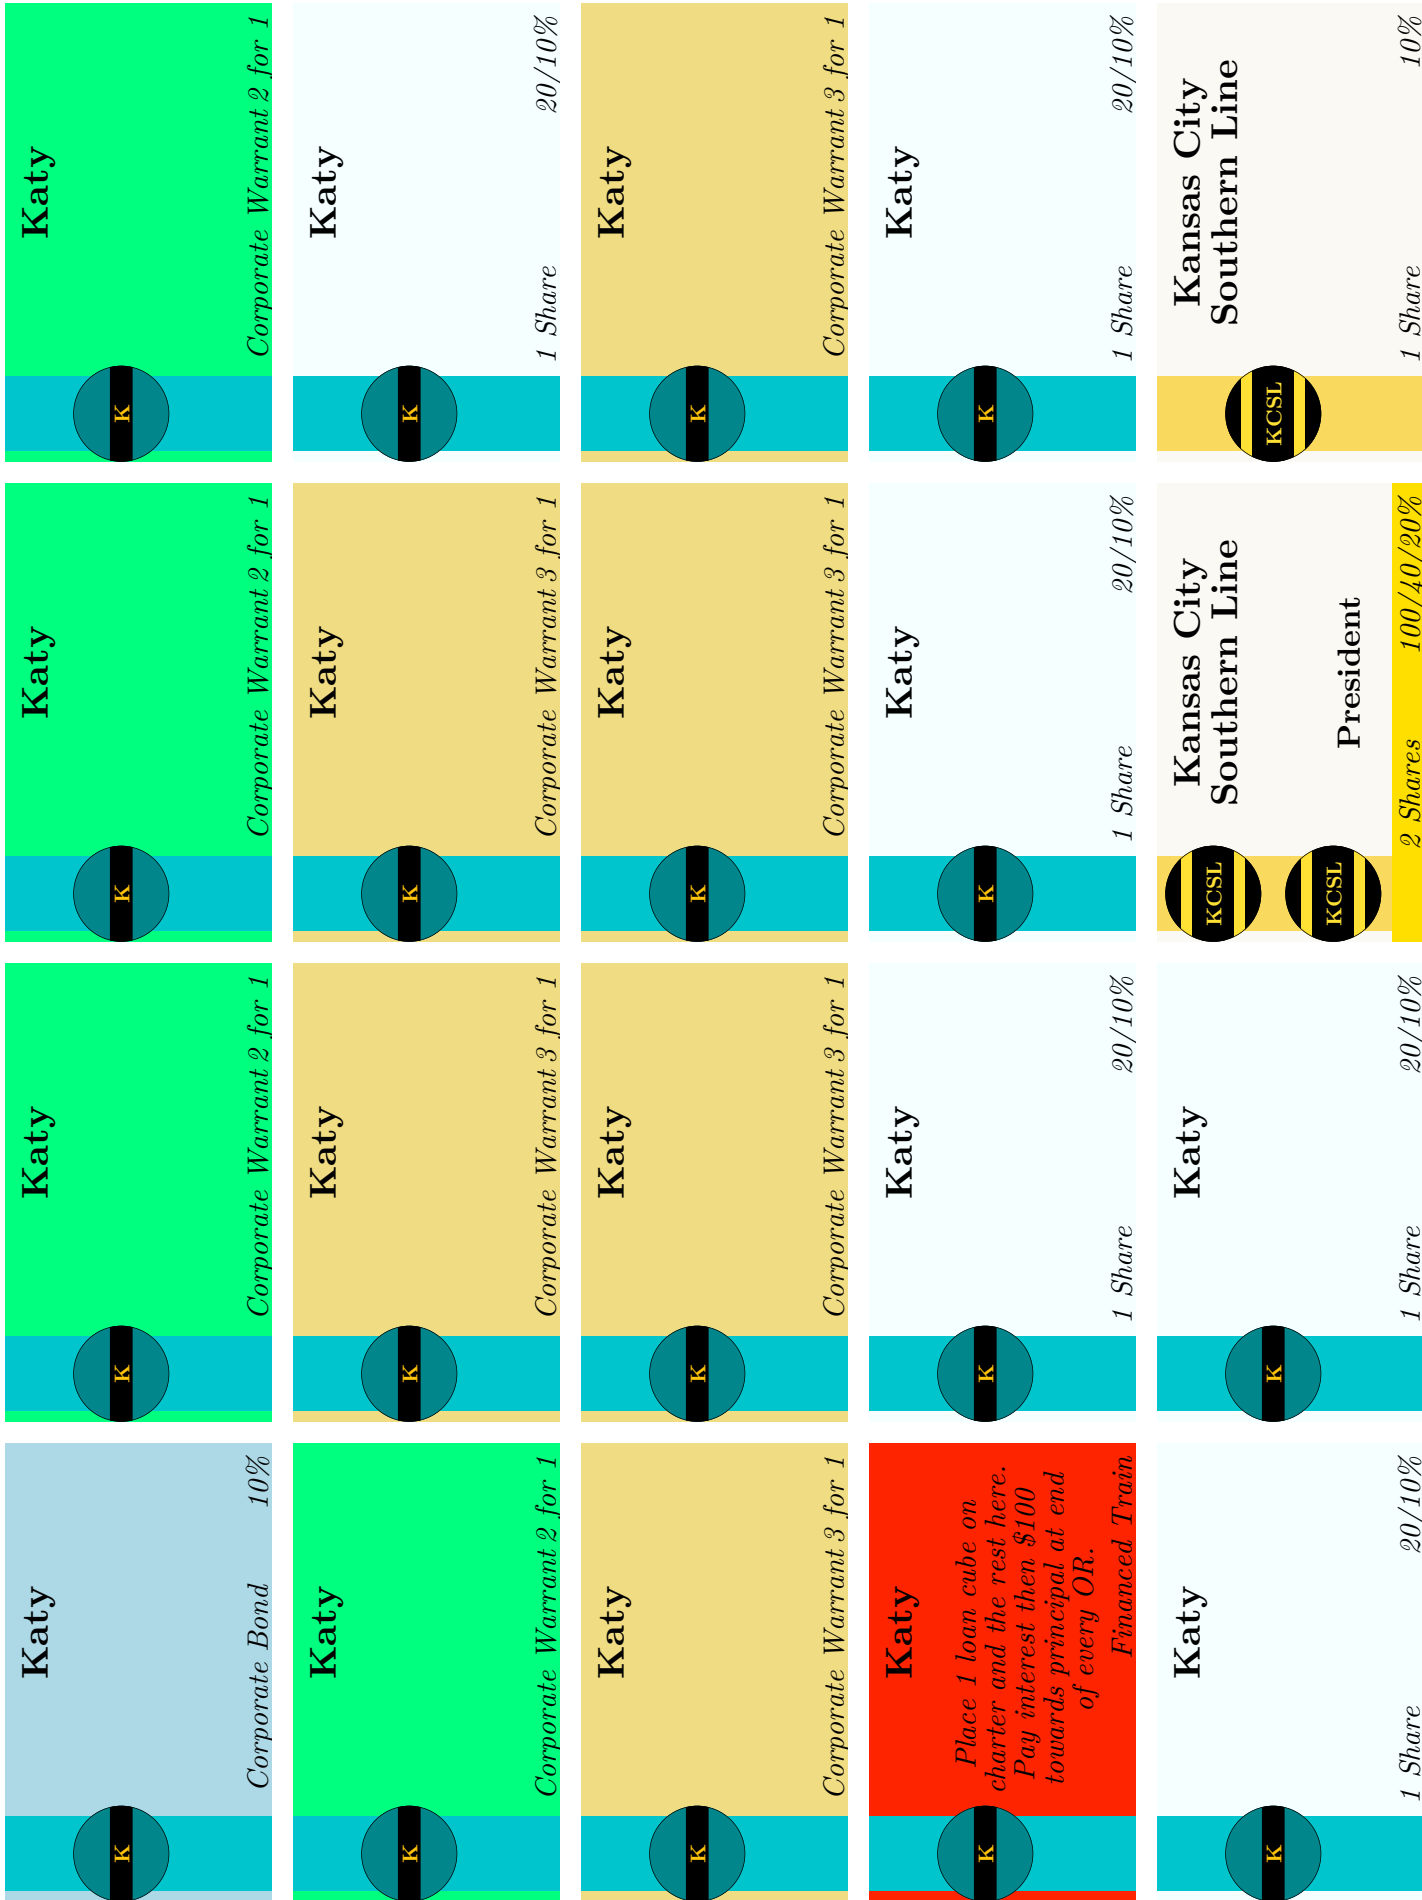 Katy
K
Corporate Bond 10%
Katy
K
Corporate Warrant 2 for 1
Katy
K
Corporate Warrant 2 for 1
Katy
K
Corporate Warrant 2 for 1
Katy
K
Corporate Warrant 2 for 1
Katy
K
Corporate Warrant 3 for 1
Katy
K
Corporate Warrant 3 for 1
Katy
K
1 Share 20/10%
Katy
K
Corporate Warrant 3 for 1
Katy
K
Corporate Warrant 3 for 1
Katy
K
Corporate Warrant 3 for 1
Katy
K
Corporate Warrant 3 for 1
Katy
K
Place 1 loan cube on
charter and the rest here.
Pay interest then $100
towards principal at end
of every OR.
Financed Train
Katy
K
1 Share 20/10%
Katy
K
1 Share 20/10%
Katy
K
1 Share 20/10%
Katy
K
1 Share 20/10%
Katy
K
1 Share 20/10%
Kansas City
Southern Line
KCSL
KCSL
President
2 Shares 100/40/20%
Kansas City
Southern Line
KCSL
1 Share 10%